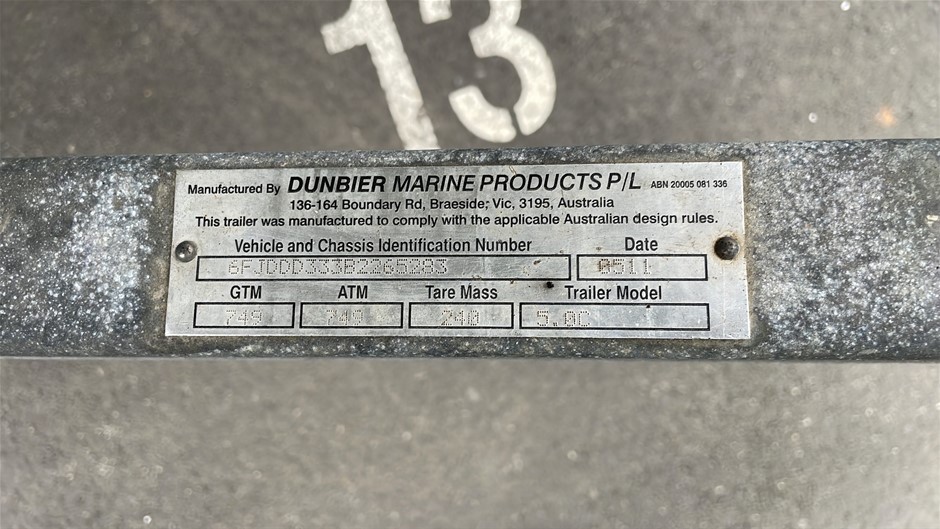 13
Manufactured By DUNBIER MARINE PRODUCTS P/L ABN 20005 081 336
136-164 Boundary Rd, Braeside, Vic, 3195, Australia
This trailer was manufactured to comply with the applicable Australian design rules.
Vehicle and Chassis Identification Number Date
6FJDDD333B2265283 0511
GTM ATM Tare Mass Trailer Model
749 749 240 5.0C